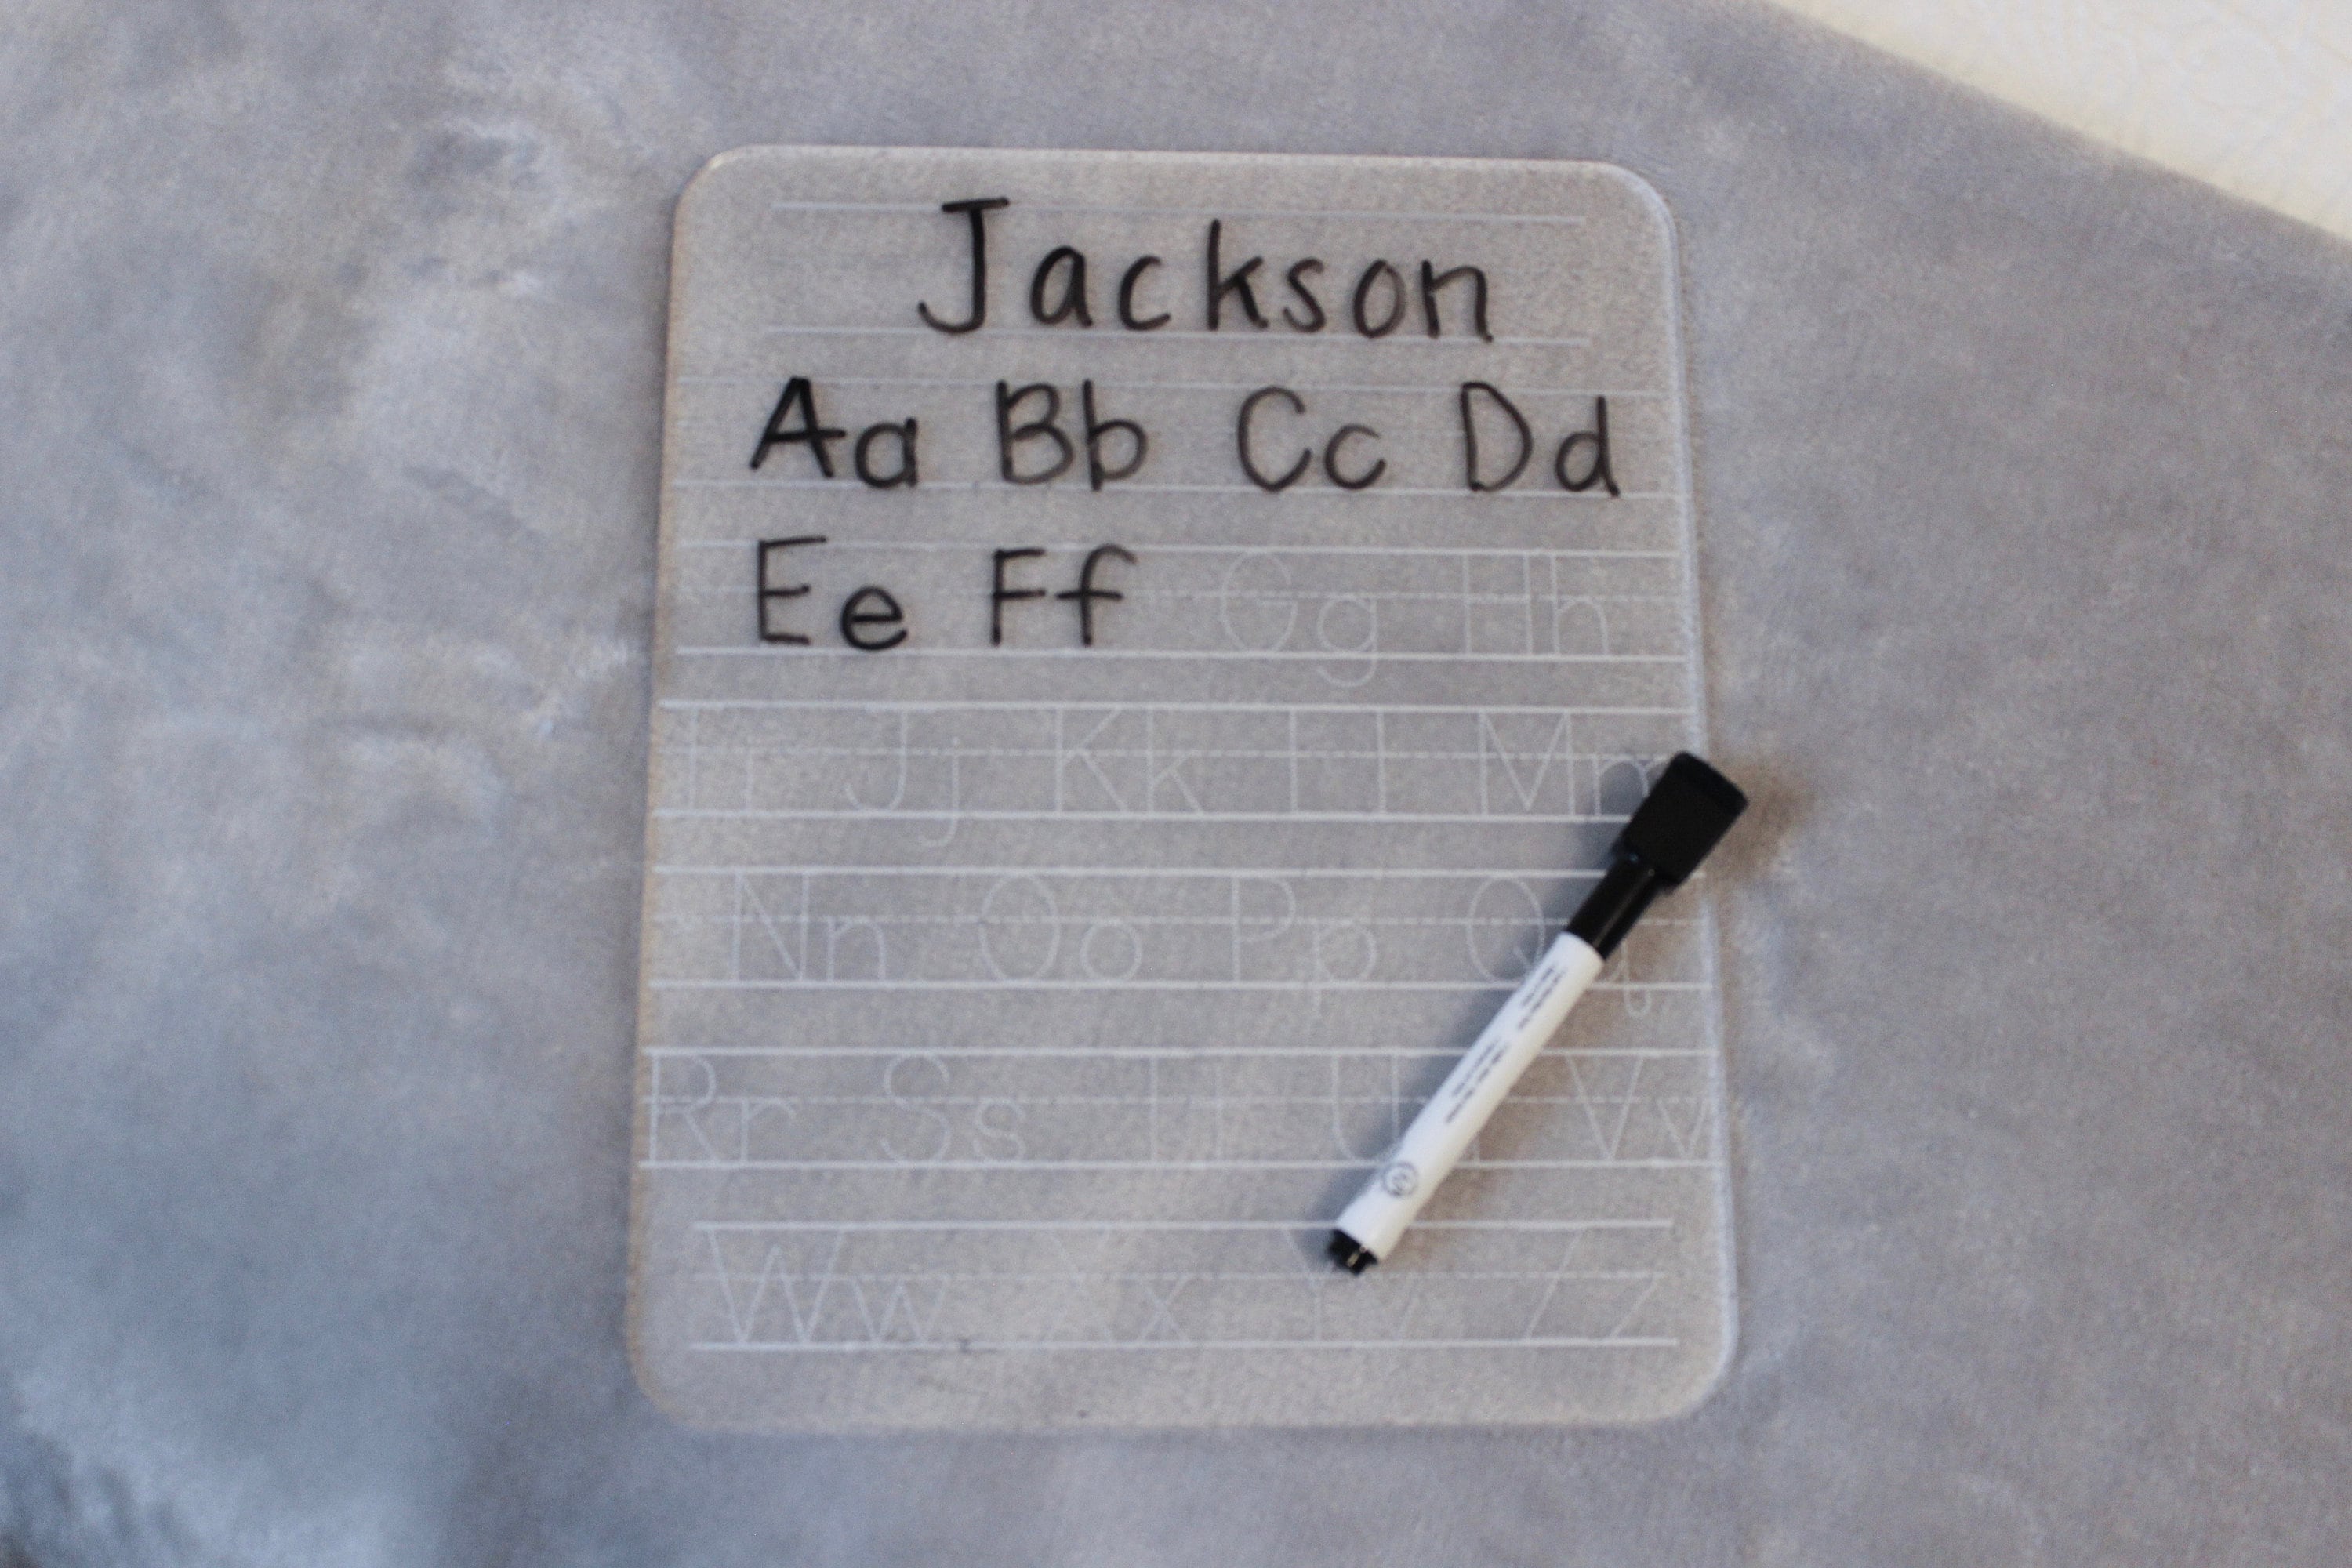 Jackson
Aa Bb Cc Dd
Ee Ff Gg Hh
Ii Jj Kk Ll Mm
Nn Oo Pp Qq
Rr Ss Tt U Vv
Ww Xx Yy Zz